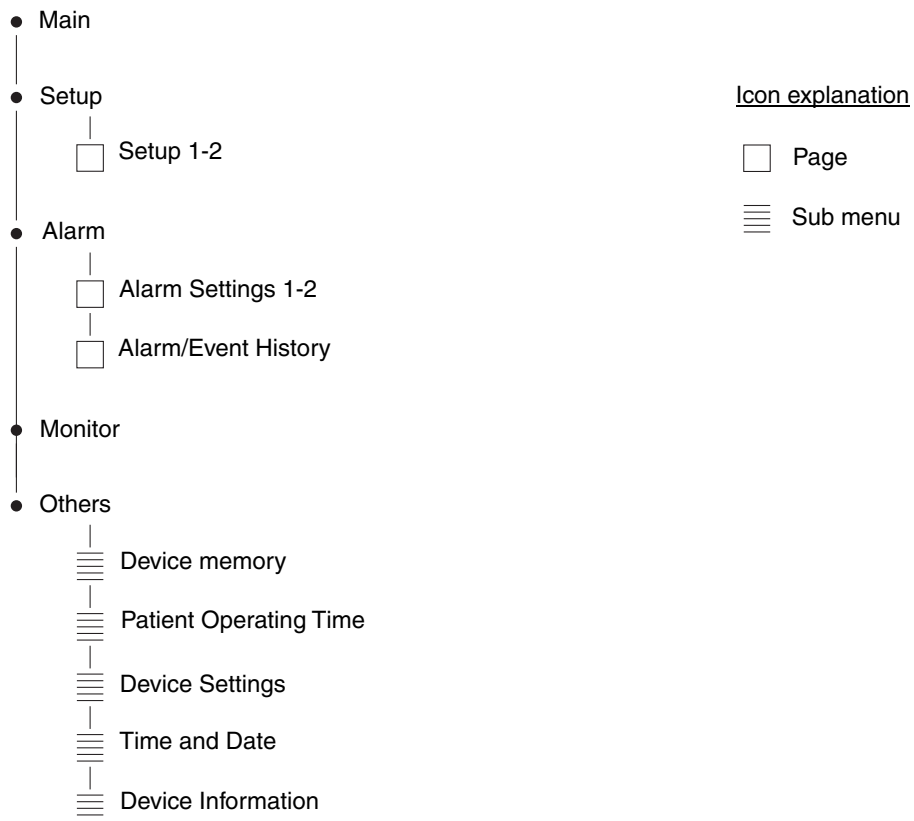 Main
Setup
Setup 1-2
Alarm
Alarm Settings 1-2
Alarm/Event History
Monitor
Others
Device memory
Patient Operating Time
Device Settings
Time and Date
Device Information
Icon explanation
Page
Sub menu